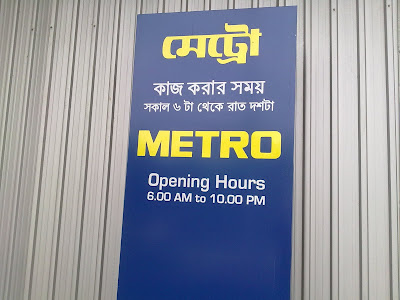 মেট্রো
কাজ করার সময়
সকাল ৬ টা থেকে রাত দশটা
METRO
Opening Hours
6.00 AM to 10.00 PM